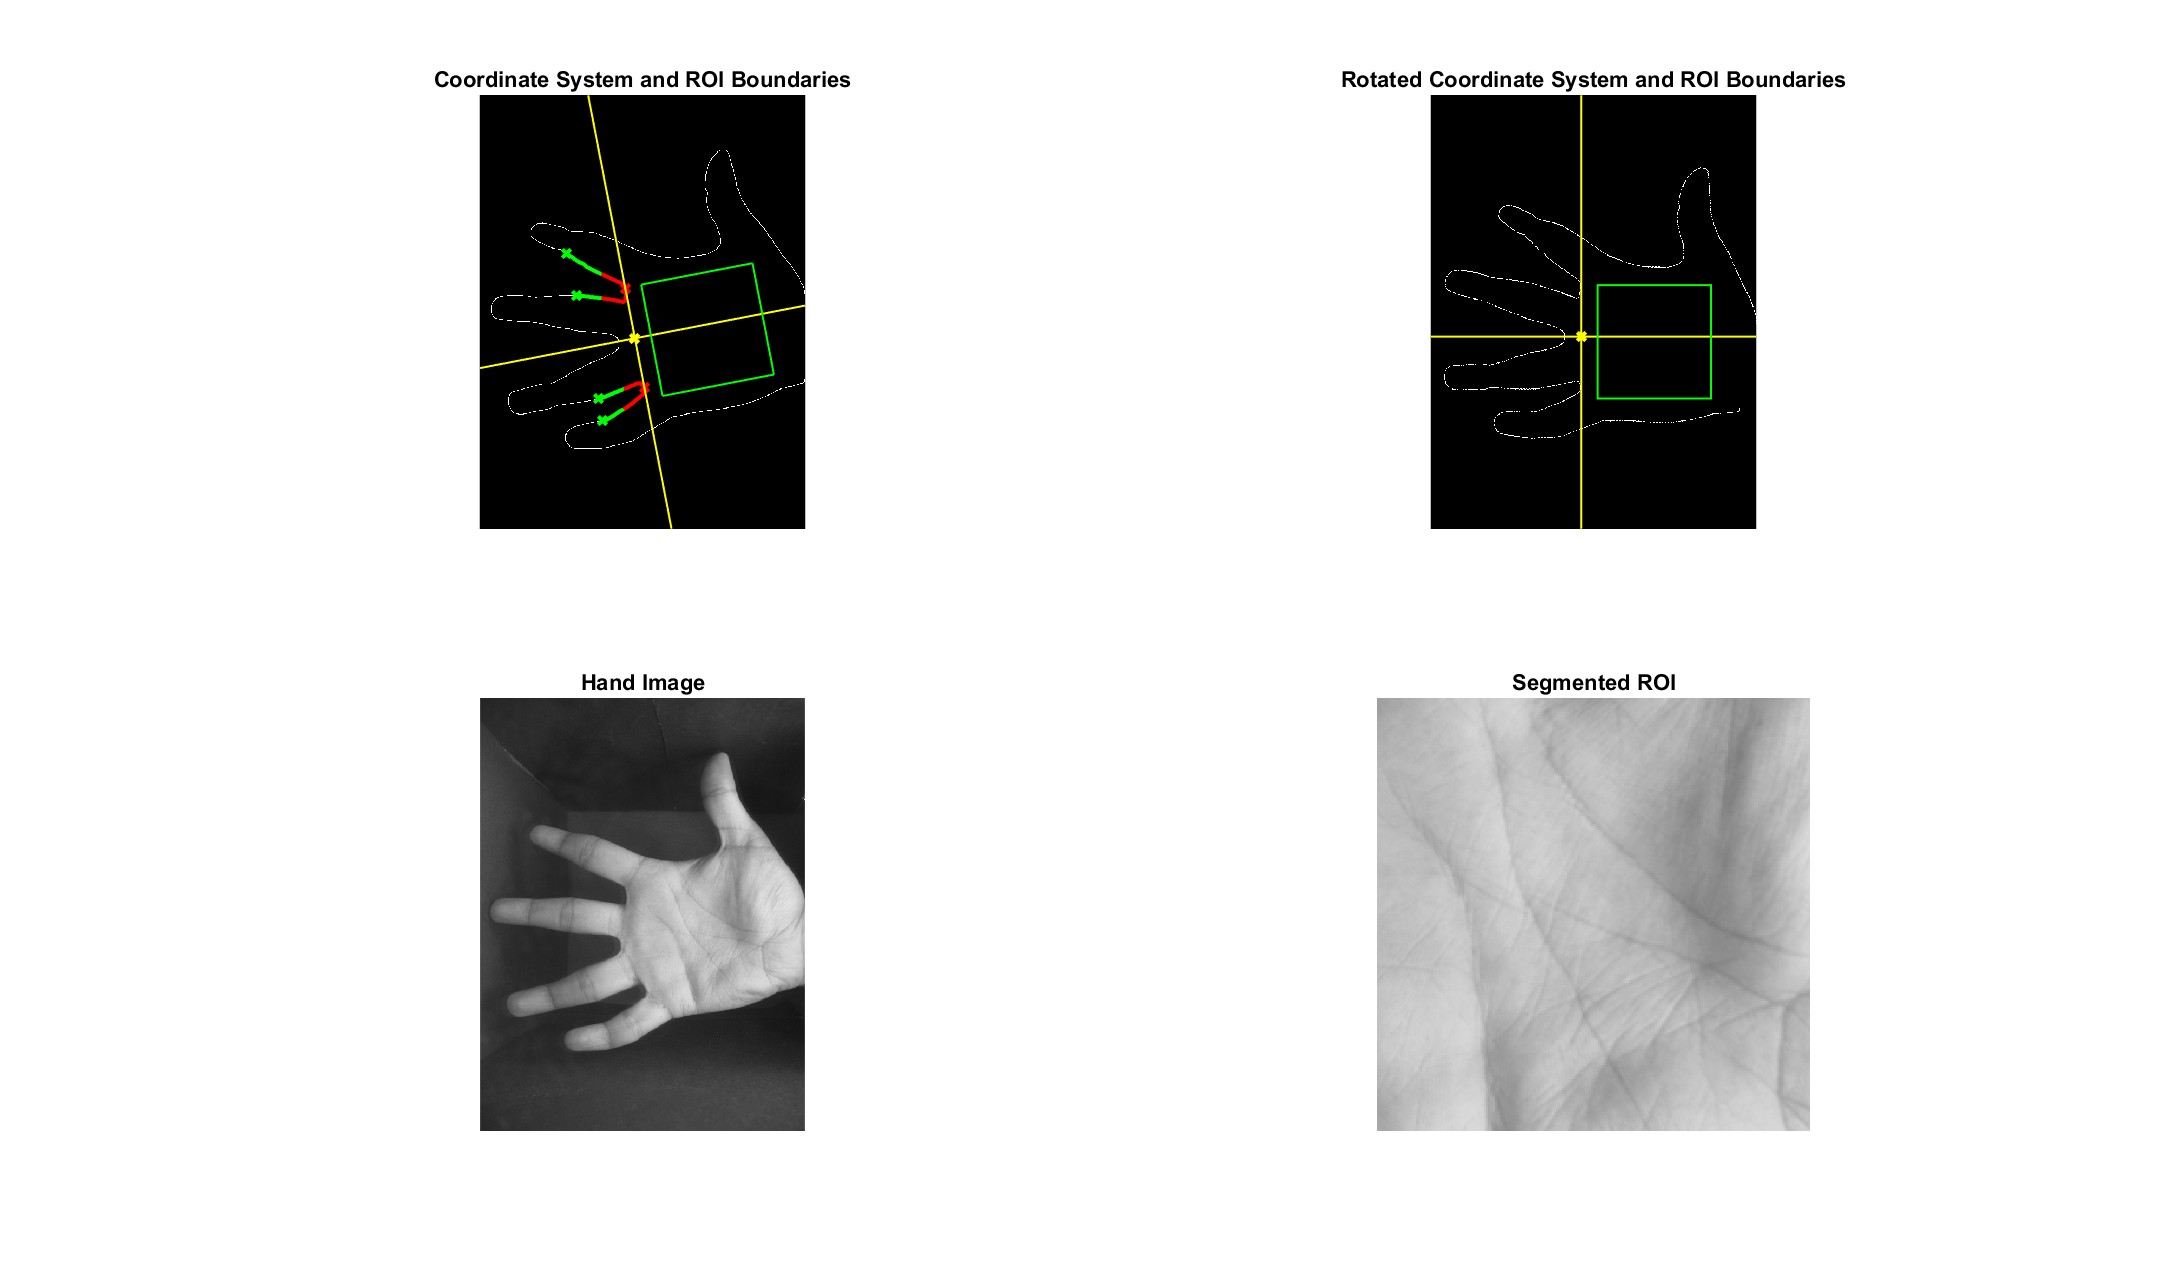 Coordinate System and ROI Boundaries
Rotated Coordinate System and ROI Boundaries
Hand Image
Segmented ROI